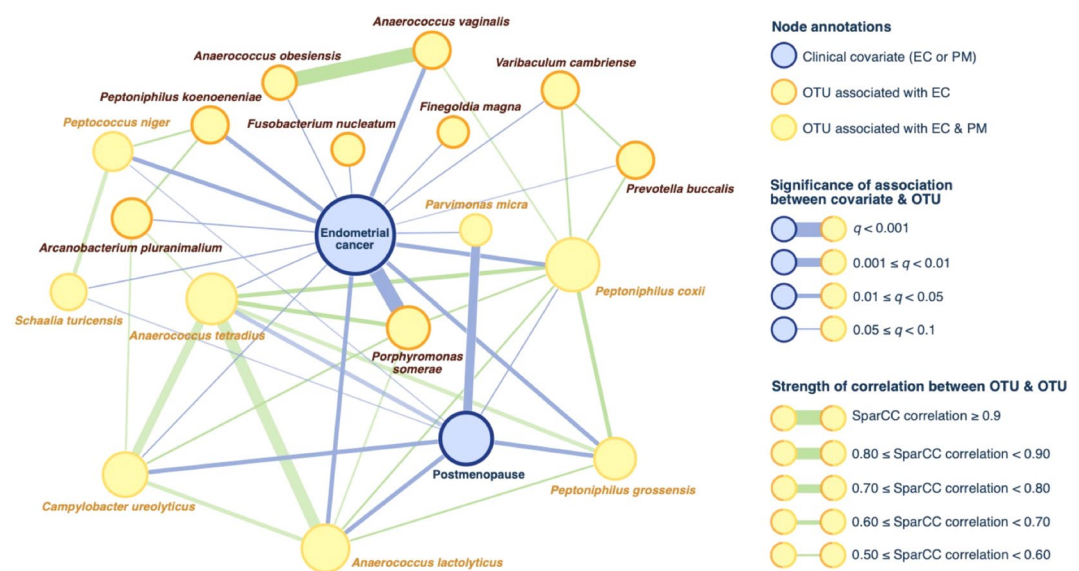 Anaerococcus vaginalis
Anaerococcus obesiensis
Varibaculum cambriense
Peptoniphilus koenoeneniae
Finegoldia magna
Peptococcus niger
Fusobacterium nucleatum
Prevotella buccalis
Parvimonas micra
Endometrial
cancer
Arcanobacterium pluranimalium
Peptoniphilus coxii
Schaalia turicensis
Anaerococcus tetradius
Porphyromonas
somerae
Postmenopause
Peptoniphilus grossensis
Campylobacter ureolyticus
Anaerococcus lactolyticus
Node annotations
Clinical covariate (EC or PM)
OTU associated with EC
OTU associated with EC & PM
Significance of association
between covariate & OTU
q < 0.001
0.001 ≤ q < 0.01
0.01 ≤ q < 0.05
0.05 ≤ q < 0.1
Strength of correlation between OTU & OTU
SparCC correlation ≥ 0.9
0.80 ≤ SparCC correlation < 0.90
0.70 ≤ SparCC correlation < 0.80
0.60 ≤ SparCC correlation < 0.70
0.50 ≤ SparCC correlation < 0.60